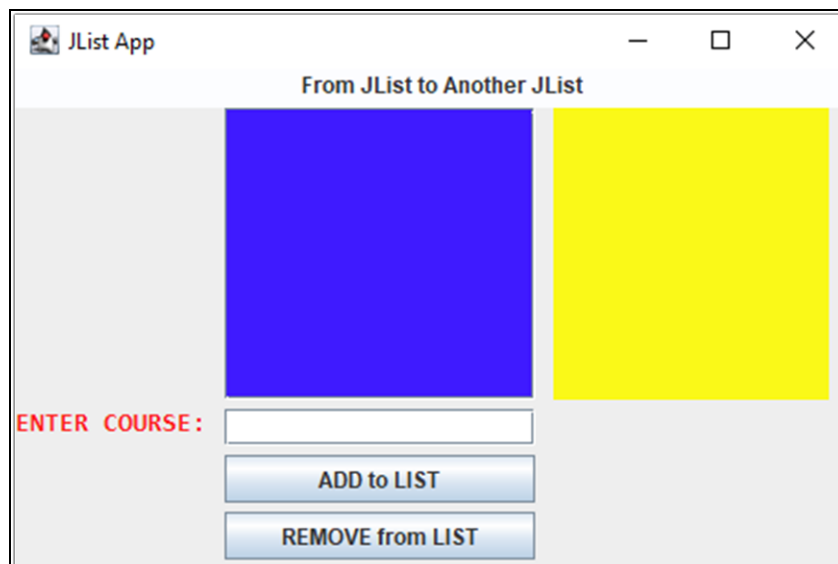 JList App
From JList to Another JList
ENTER COURSE:
ADD to LIST
REMOVE from LIST